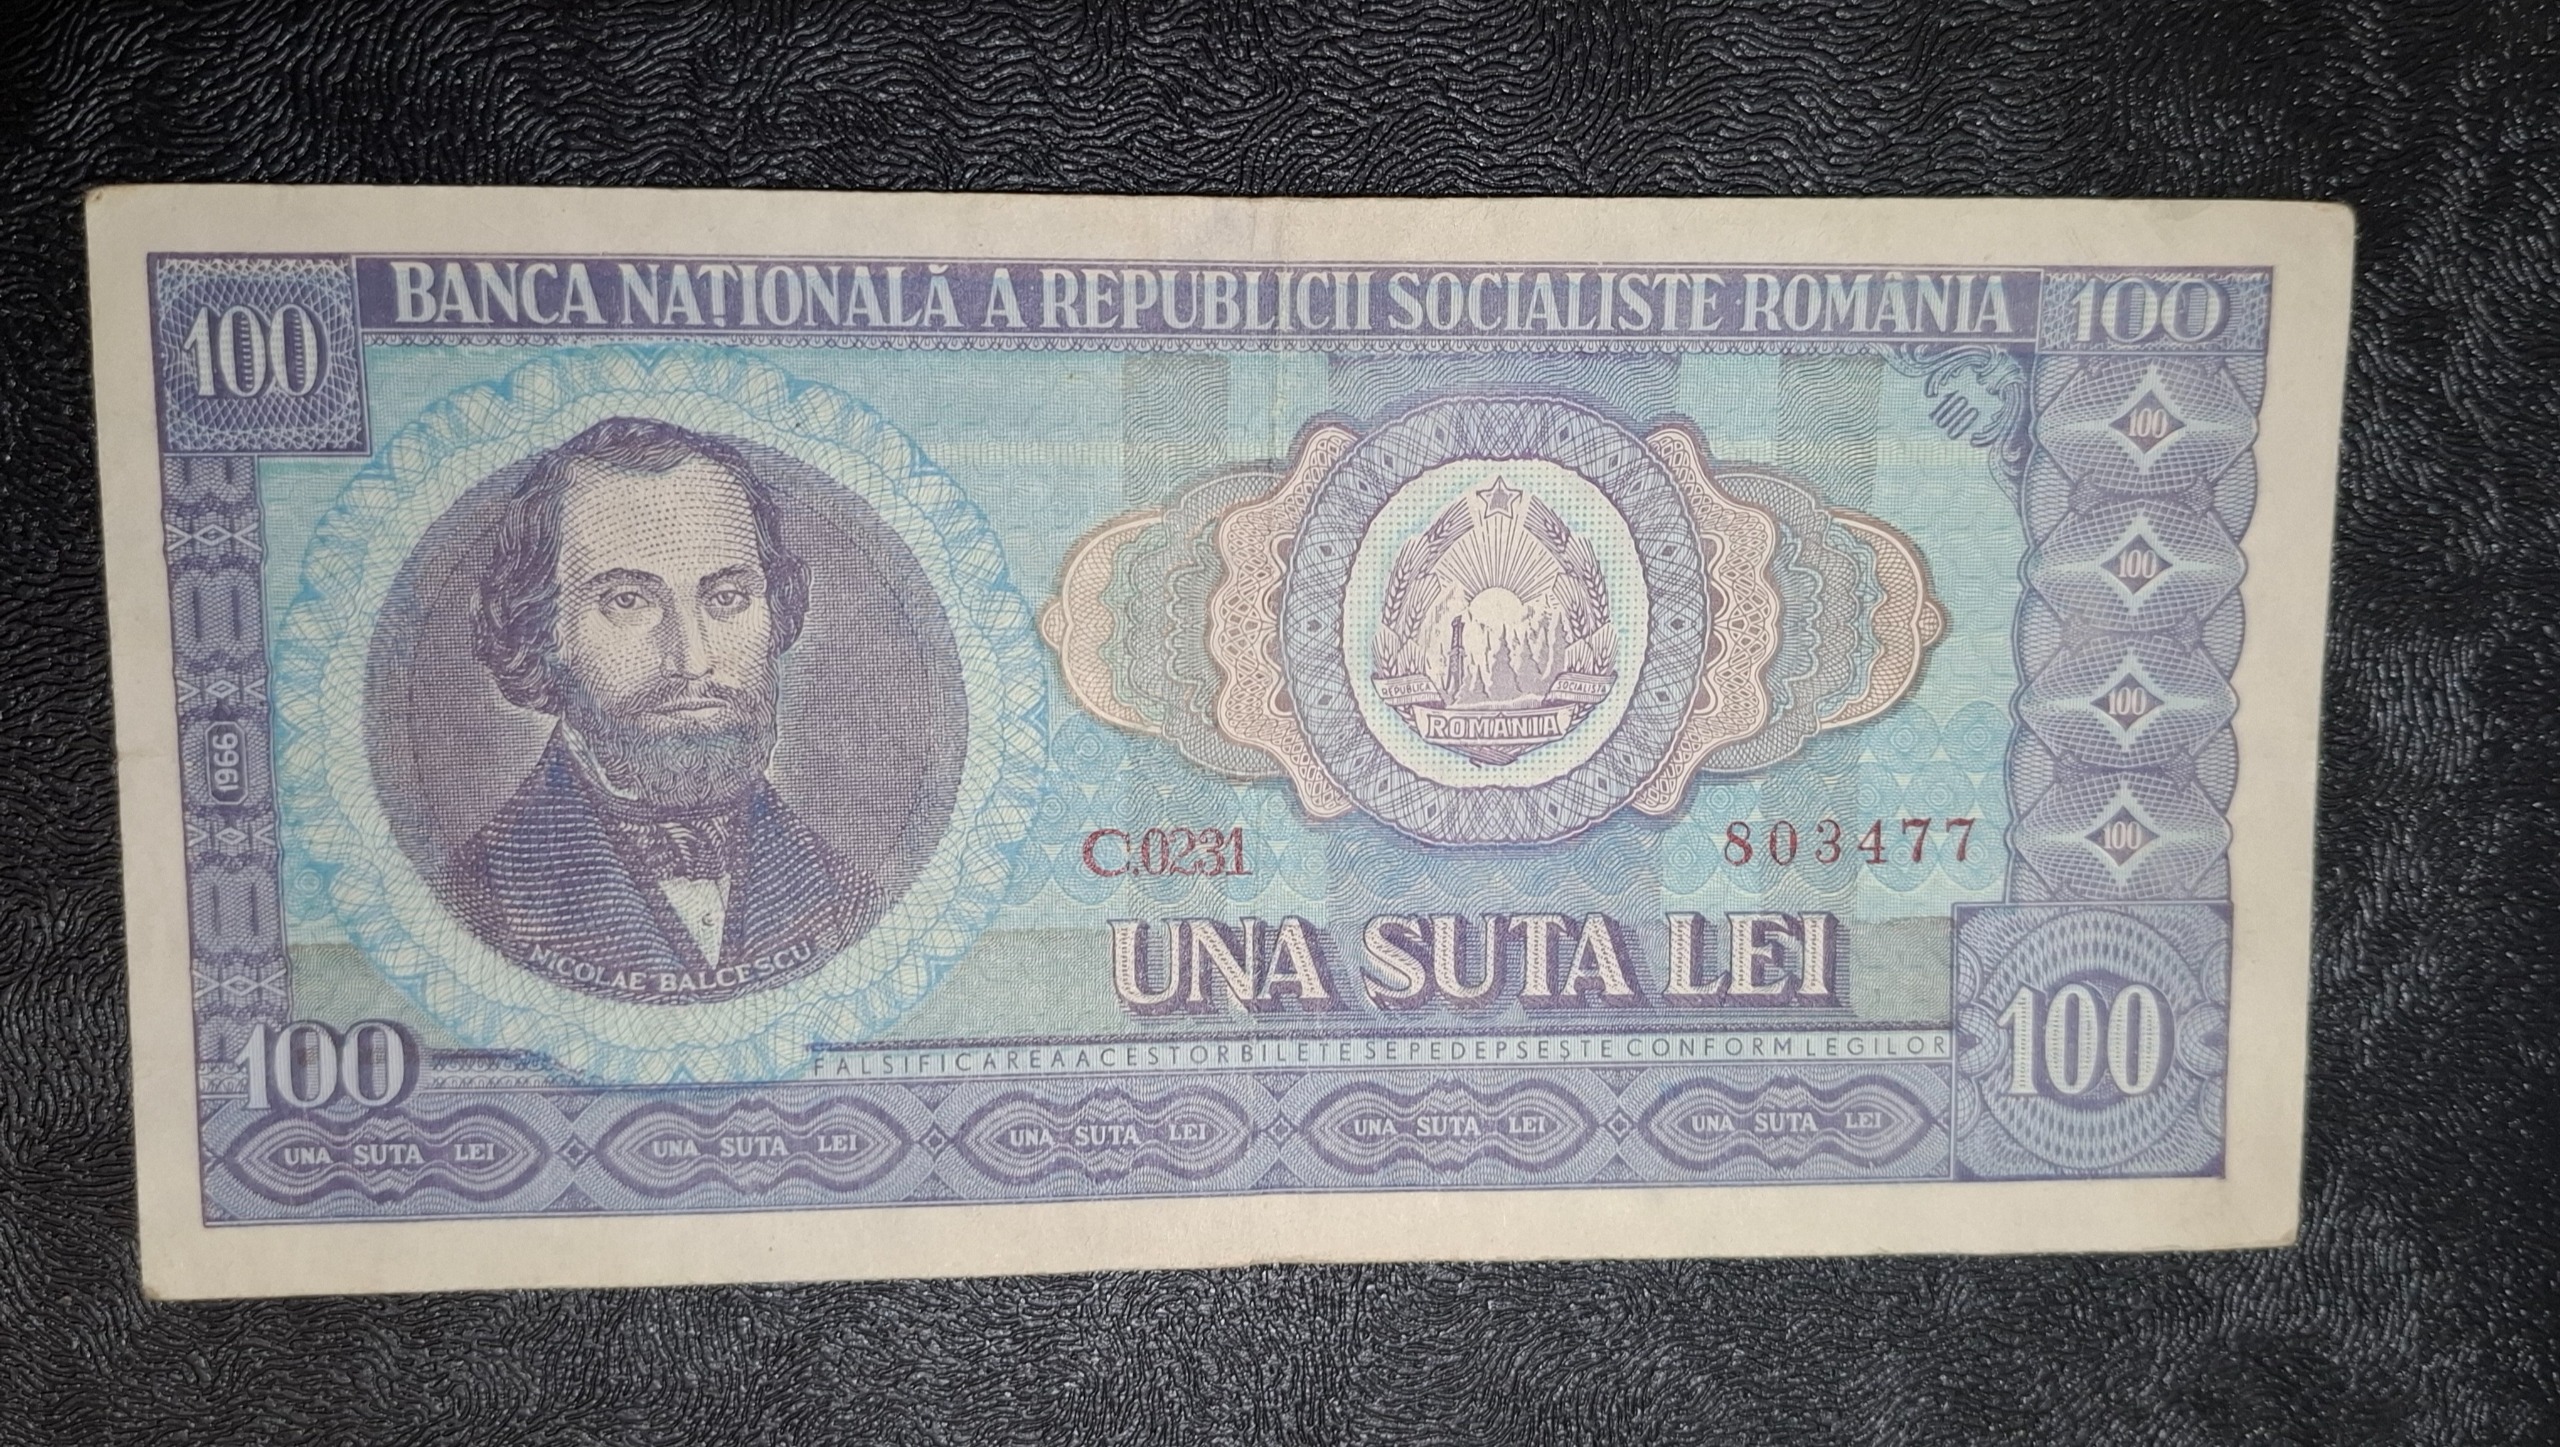 100
BANCA NAȚIONALĂ A REPUBLICII SOCIALISTE ROMÂNIA
100
100
100
100
100
100
1966
REPUBLICA
SOCIALISTA
ROMÂNIA
C.0231
803477
NICOLAE BALCESCU
UNA SUTA LEI
100
FALSIFICAREA ACESTOR BILETE SE PEDEPSEȘTE CONFORM LEGILOR
100
UNA SUTA LEI
UNA SUTA LEI
UNA SUTA LEI
UNA SUTA LEI
UNA SUTA LEI